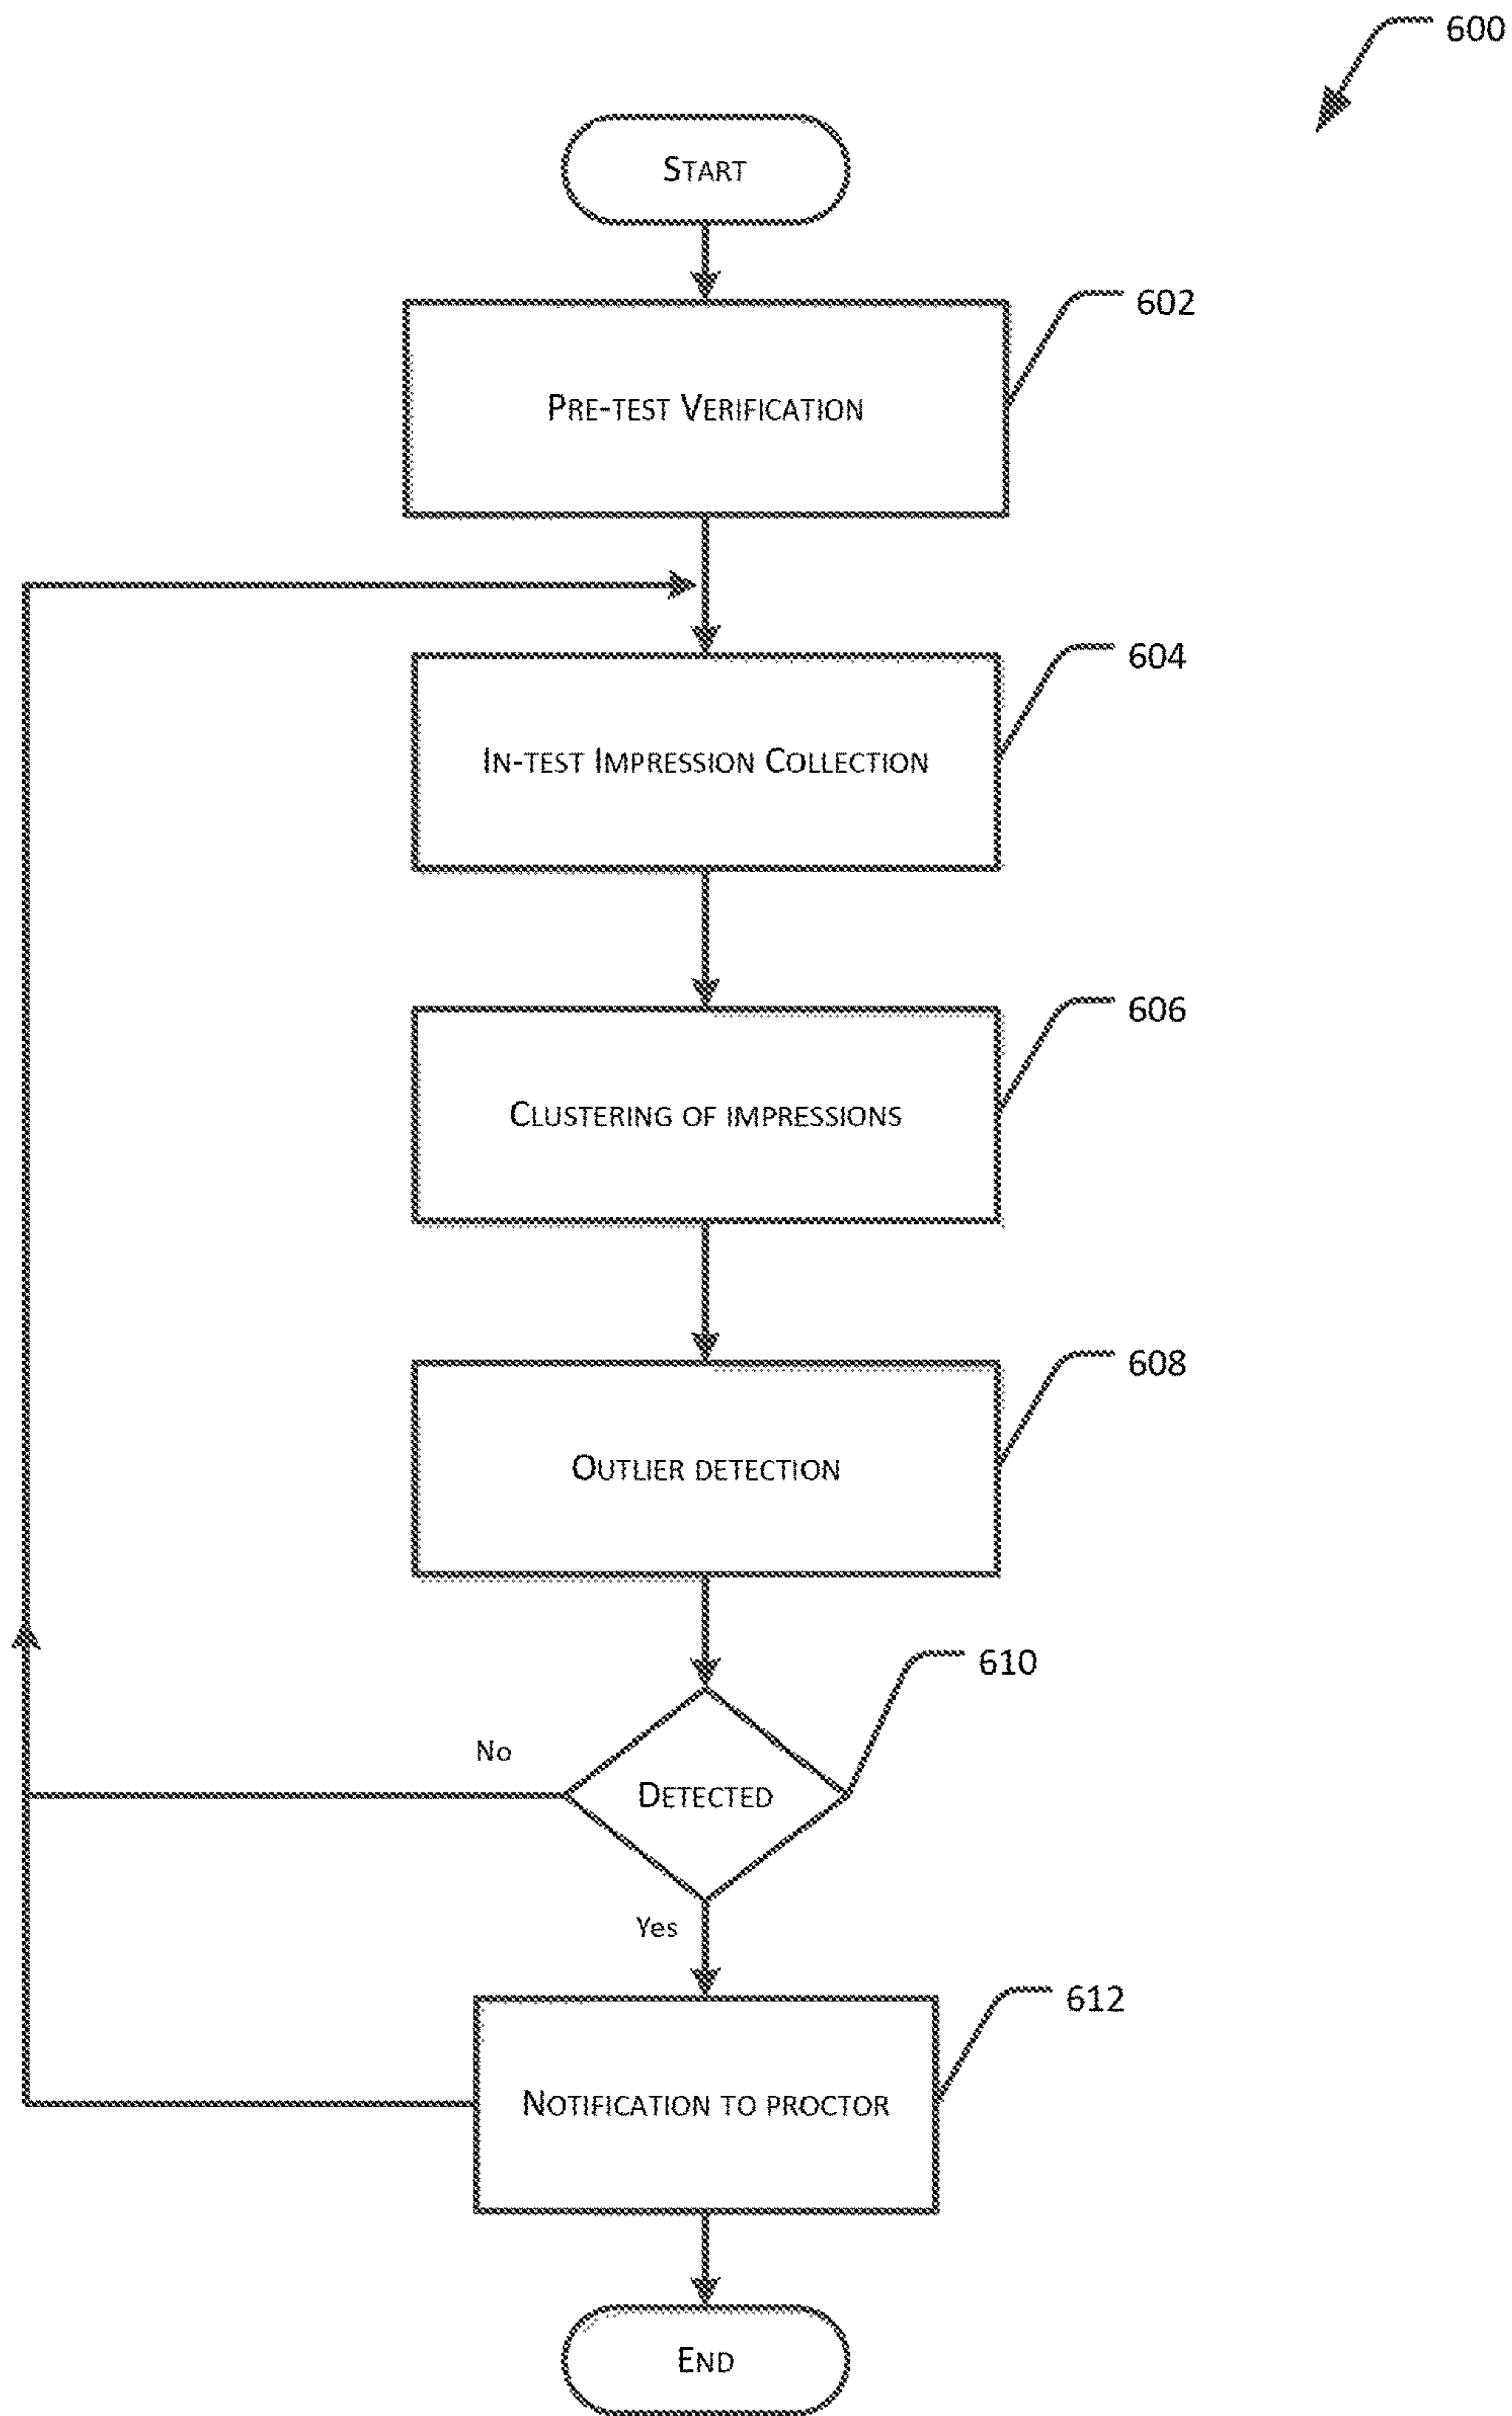 600
START
602
PRE-TEST VERIFICATION
604
IN-TEST IMPRESSION COLLECTION
606
CLUSTERING OF IMPRESSIONS
608
OUTLIER DETECTION
610
No
DETECTED
Yes
612
NOTIFICATION TO PROCTOR
END